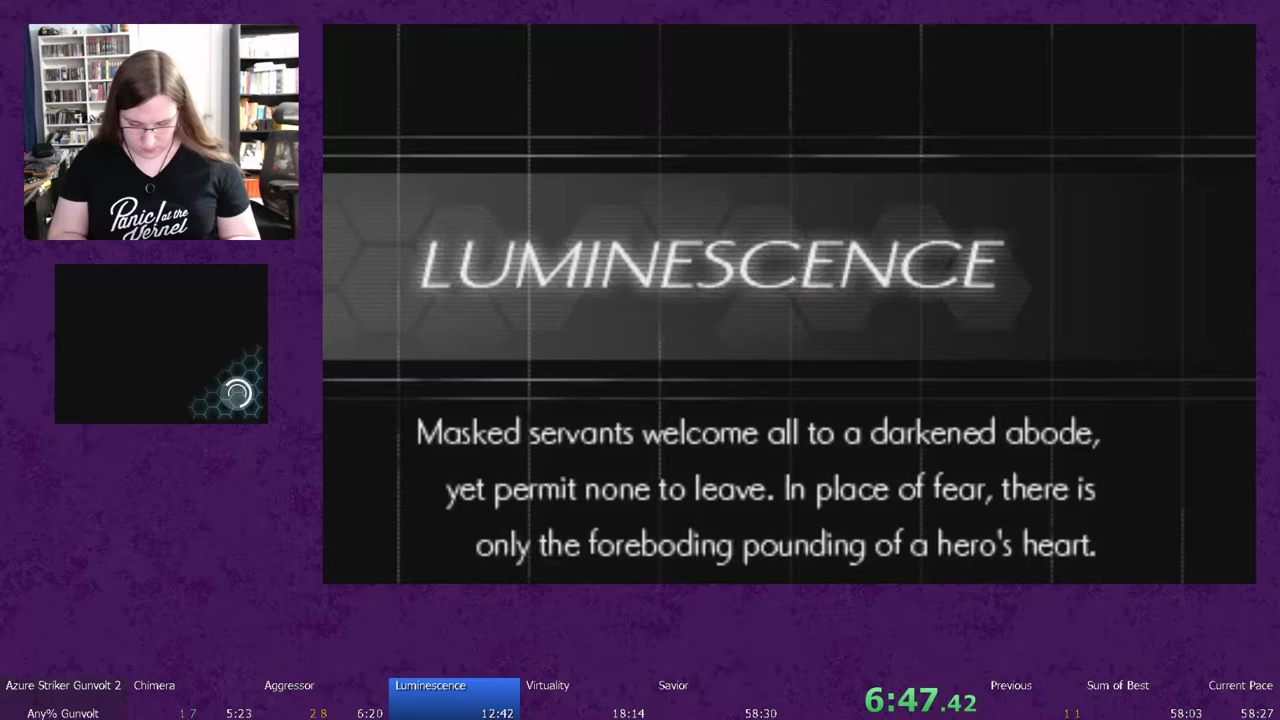 Panic! at the
Kernel
LUMINESCENCE
Masked servants welcome all to a darkened abode,
yet permit none to leave. In place of fear, there is
only the foreboding pounding of a hero's heart.
Azure Striker Gunvolt 2
Any% Gunvolt
Chimera
17 5:23
Aggressor
28 6:20
Luminescence
12:42
Virtuality
18:14
Savior
58:30
6:47.42
Previous
11
Sum of Best
58:03
Current Pace
58:27